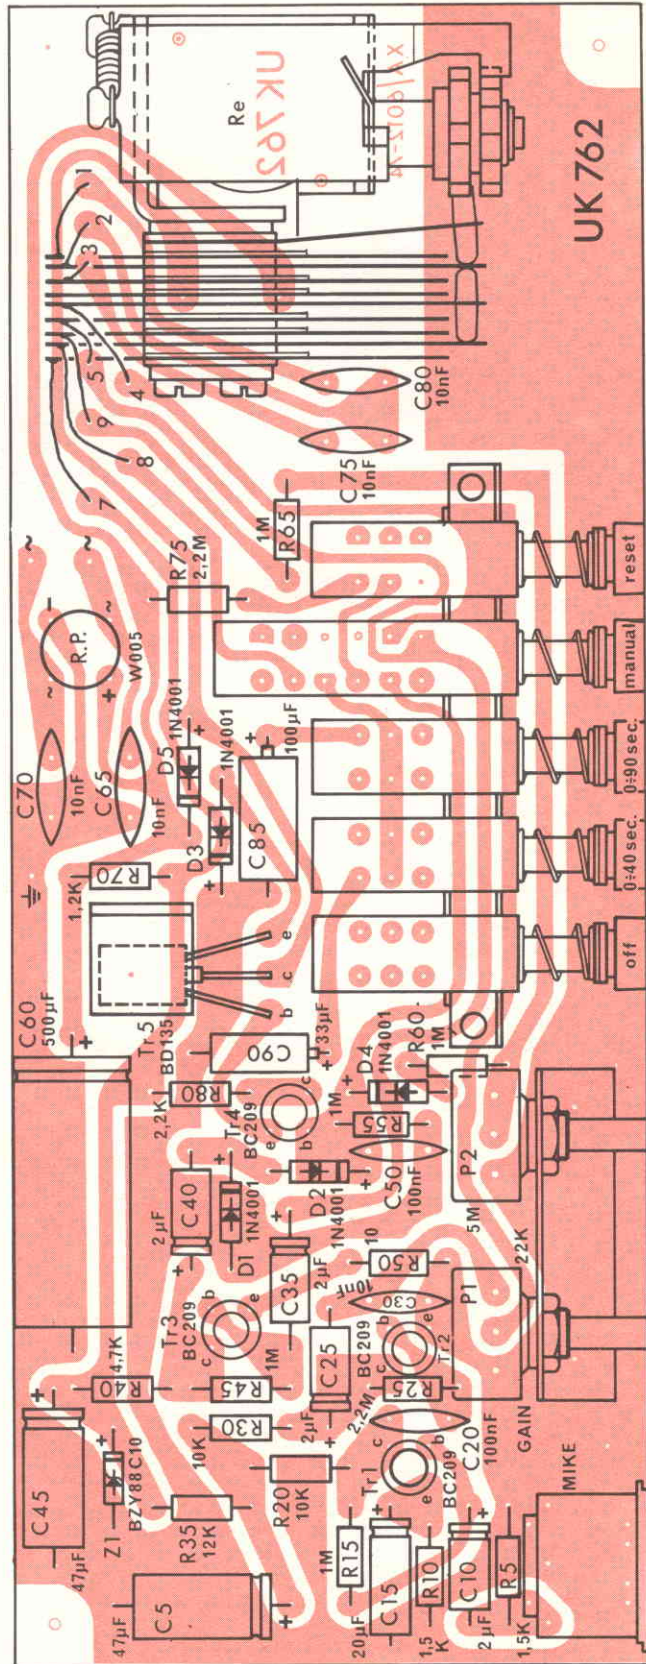 UK 762
XA/6012-74
Re
UK 762
1
2
3
5
4
9
8
7
C80
10nF
C75
10nF
~
~
1M
R65
R75
2,2M
-
~
R.P.
~
+
W005
reset
manual
0÷90 sec.
0÷40 sec.
off
C70
10nF
C65
10nF
D5
1N4001
+
D3
1N4001
+
C85
100µF
+
R70
1,2K
e
c
b
Tr5
BD135
C60
500µF
+
C90
33µF
+
D4
1N4001
+
R60
1M
R80
2,2K
Tr4
BC209
c
b
e
1M
R55
C50
100nF
P2
5M
C40
2µF
+
D1
1N4001
+
D2
1N4001
+
C35
2µF
+
10
R50
10nF
C30
22K
P1
Tr3
BC209
b
c
e
C25
2µF
+
BC209
Tr2
b
c
e
4,7K
R40
1M
R45
2,2M
R25
10K
R30
C20
100nF
GAIN
C45
47µF
+
Z1
BZY88C10
+
R35
12K
R20
10K
Tr1
BC209
c
b
e
MIKE
C5
47µF
+
1M
R15
C15
20µF
+
R10
1,5
K
C10
2µF
+
R5
1,5K